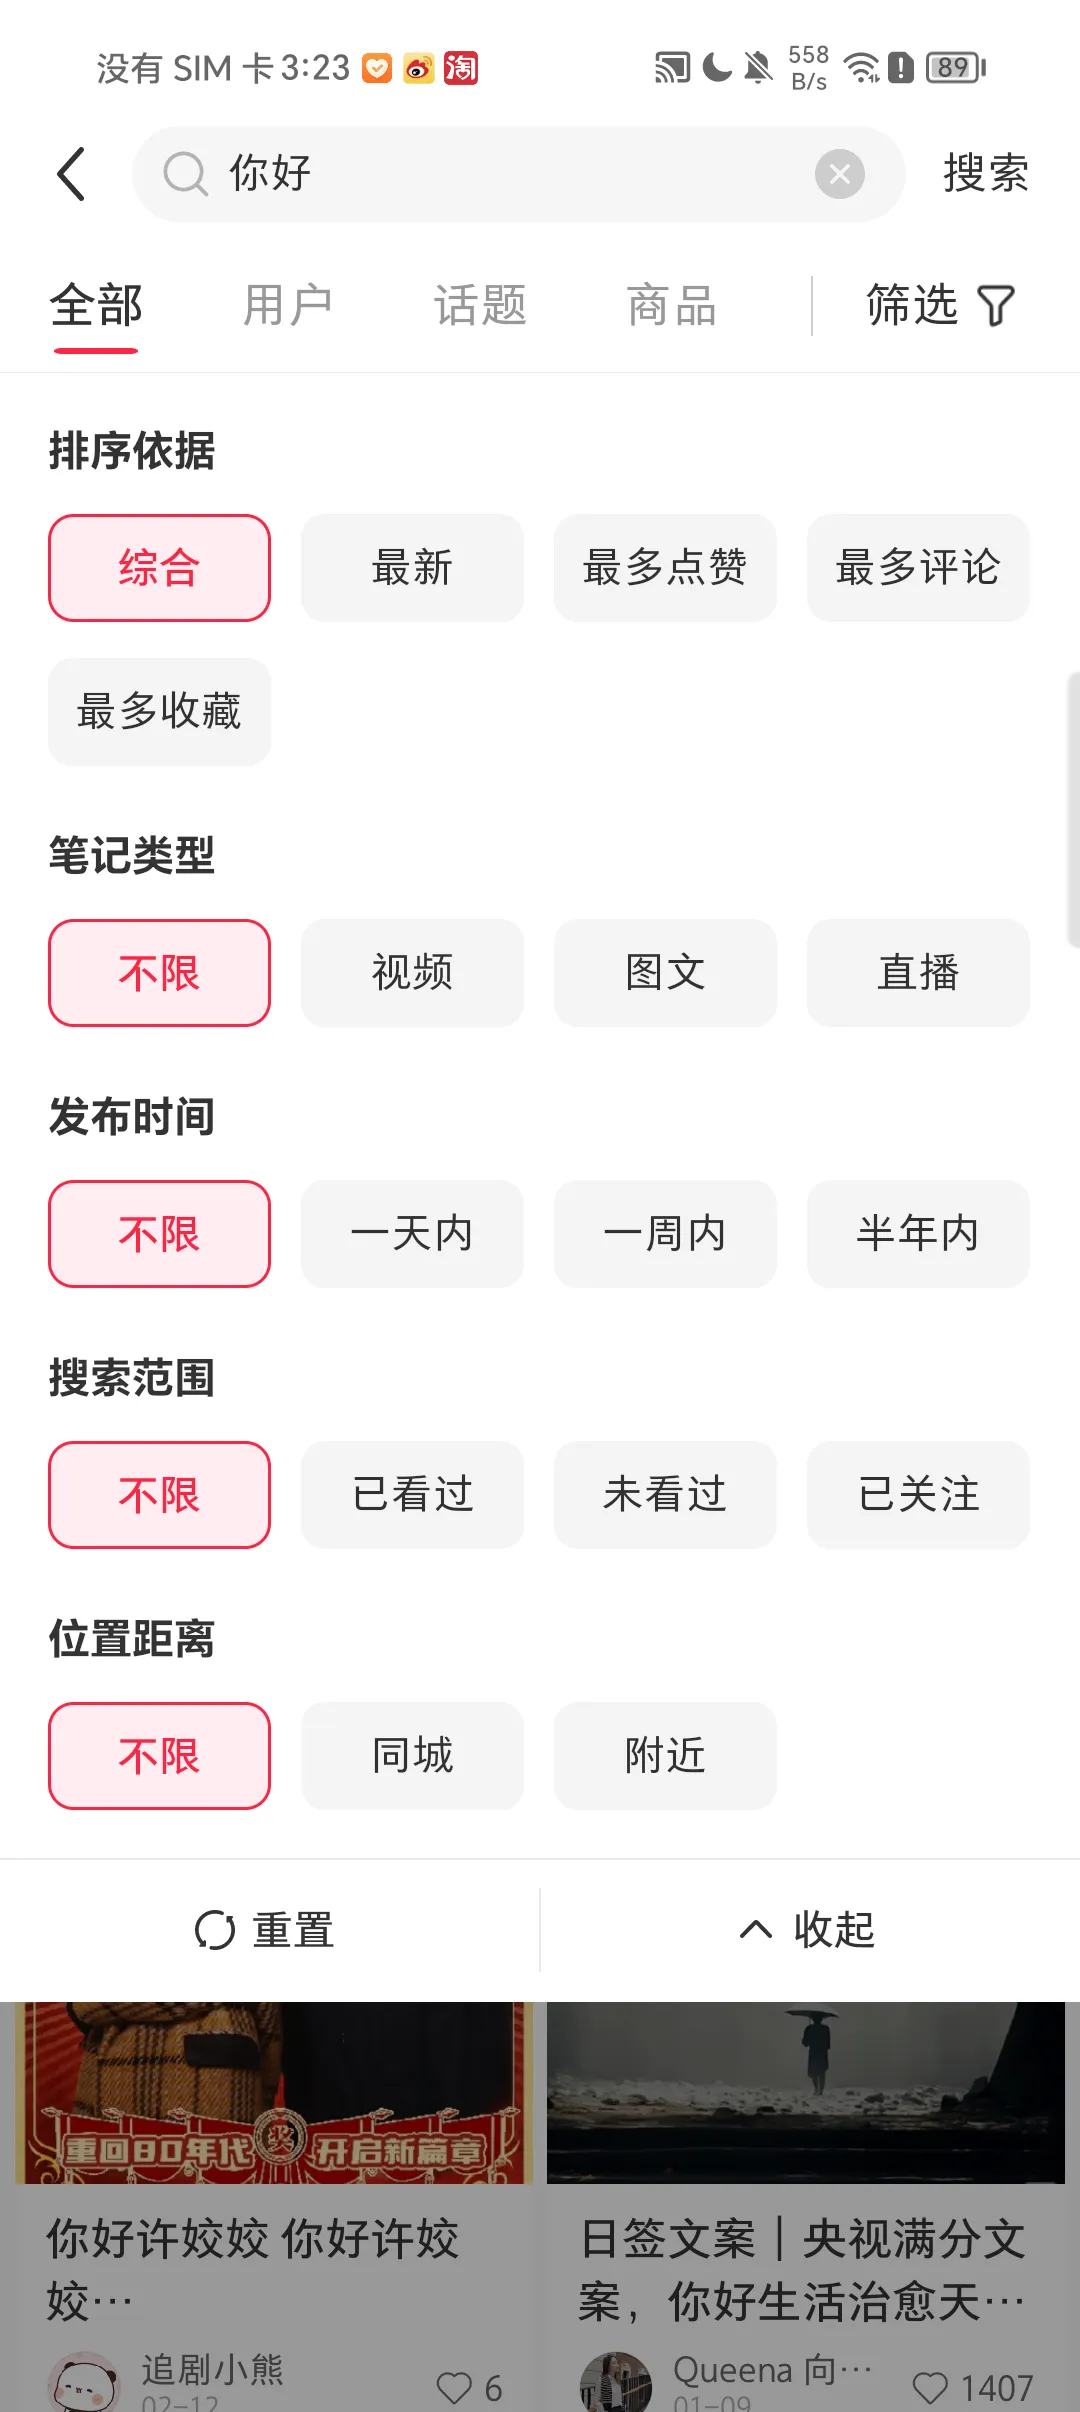 没有 SIM 卡 3:23 淘 558 B/s 89
你好 搜索
全部 用户 话题 商品 筛选
排序依据
综合 最新 最多点赞 最多评论
最多收藏
笔记类型
不限 视频 图文 直播
发布时间
不限 一天内 一周内 半年内
搜索范围
不限 已看过 未看过 已关注
位置距离
不限 同城 附近
重置 收起
重回80年代 奖 开启新篇章
你好许姣姣 你好许姣
姣…
日签文案｜央视满分文
案，你好生活治愈天…
追剧小熊 6
02-12
Queena 向… 1407
01-09